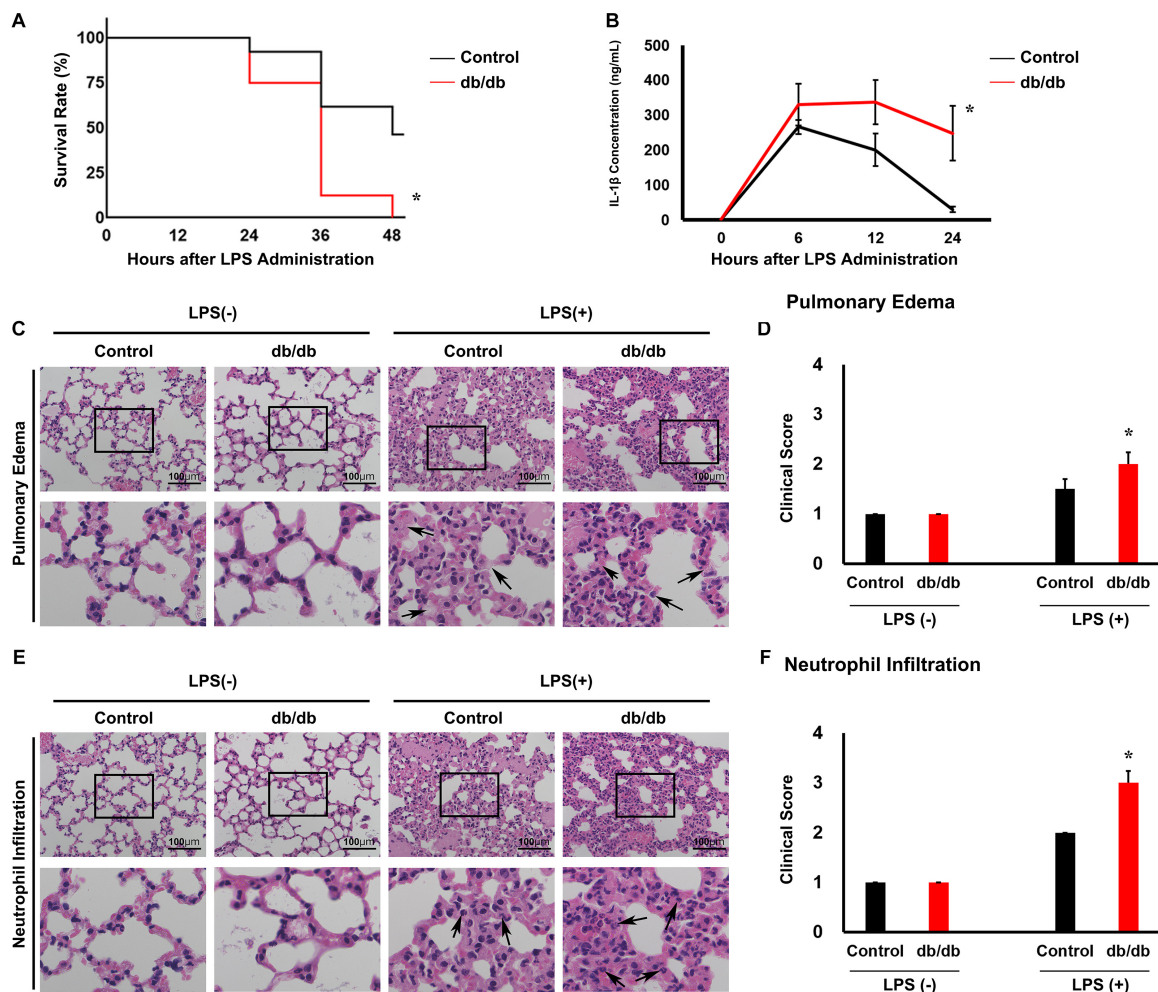 A
100
75
50
25
0
Survival Rate (%)
0 12 24 36 48
Hours after LPS Administration
Control
db/db
*
B
500
400
300
200
100
0
IL-1β Concentration (ng/mL)
0 6 12 24
Hours after LPS Administration
Control
db/db
*
C
LPS(-) LPS(+)
Control db/db Control db/db
Pulmonary Edema
100μm 100μm 100μm 100μm
Pulmonary Edema
D
4
3
2
1
0
Clinical Score
*
Control db/db Control db/db
LPS (-) LPS (+)
E
LPS(-) LPS(+)
Control db/db Control db/db
Neutrophil Infiltration
100μm 100μm 100μm 100μm
F Neutrophil Infiltration
4
3
2
1
0
Clinical Score
*
Control db/db Control db/db
LPS (-) LPS (+)